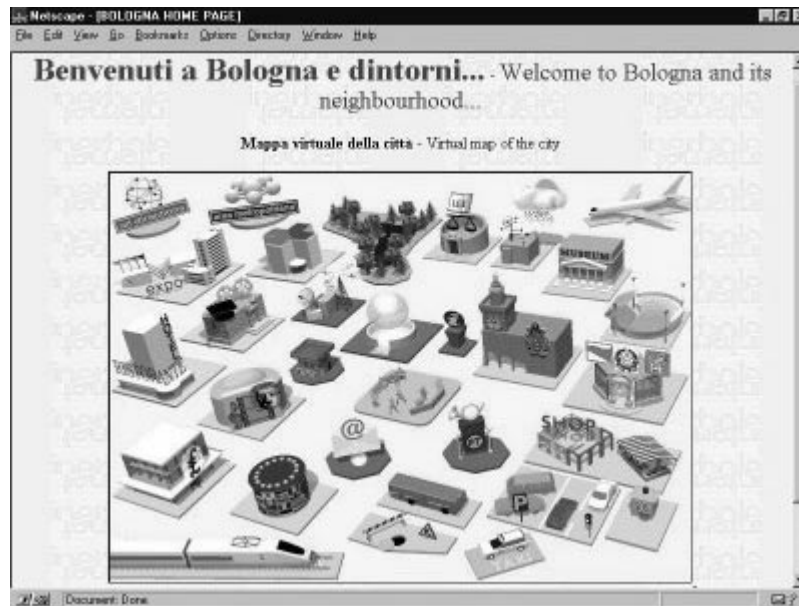 Netscape - [BOLOGNA HOME PAGE]
File Edit View Go Bookmarks Options Directory Window Help
Benvenuti a Bologna e dintorni... - Welcome to Bologna and its
neighbourhood...
Mappa virtuale della città - Virtual map of the city
MUSEUM
expo
@
SHOP
P
Document: Done